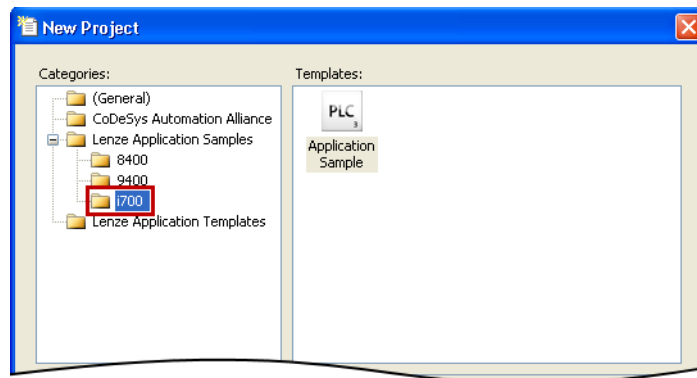 New Project
Categories:
Templates:
(General)
CoDeSys Automation Alliance
Lenze Application Samples
8400
9400
i700
Lenze Application Templates
PLC
3
Application
Sample